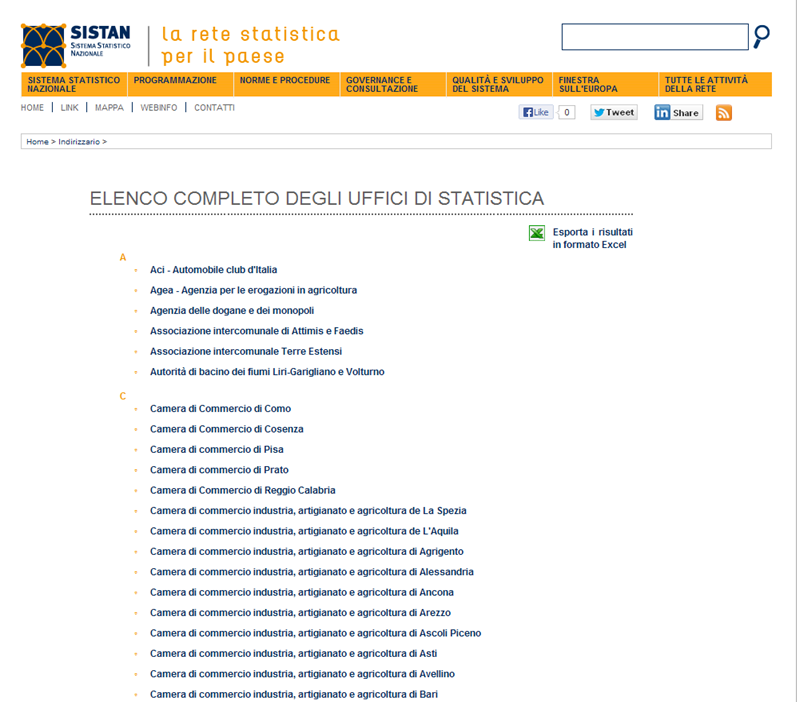 SISTAN
SISTEMA STATISTICO
NAZIONALE
la rete statistica
per il paese
SISTEMA STATISTICO
NAZIONALE
PROGRAMMAZIONE
NORME E PROCEDURE
GOVERNANCE E
CONSULTAZIONE
QUALITÀ E SVILUPPO
DEL SISTEMA
FINESTRA
SULL'EUROPA
TUTTE LE ATTIVITÀ
DELLA RETE
HOME | LINK | MAPPA | WEBINFO | CONTATTI
Like 0 Tweet Share
Home > Indirizzario >
ELENCO COMPLETO DEGLI UFFICI DI STATISTICA
Esporta i risultati
in formato Excel
A
Aci - Automobile club d'Italia
Agea - Agenzia per le erogazioni in agricoltura
Agenzia delle dogane e dei monopoli
Associazione intercomunale di Attimis e Faedis
Associazione intercomunale Terre Estensi
Autorità di bacino dei fiumi Liri-Garigliano e Volturno
C
Camera di Commercio di Como
Camera di Commercio di Cosenza
Camera di commercio di Pisa
Camera di commercio di Prato
Camera di Commercio di Reggio Calabria
Camera di commercio industria, artigianato e agricoltura de La Spezia
Camera di commercio industria, artigianato e agricoltura de L'Aquila
Camera di commercio industria, artigianato e agricoltura di Agrigento
Camera di commercio industria, artigianato e agricoltura di Alessandria
Camera di commercio industria, artigianato e agricoltura di Ancona
Camera di commercio industria, artigianato e agricoltura di Arezzo
Camera di commercio industria, artigianato e agricoltura di Ascoli Piceno
Camera di commercio industria, artigianato e agricoltura di Asti
Camera di commercio industria, artigianato e agricoltura di Avellino
Camera di commercio industria, artigianato e agricoltura di Bari